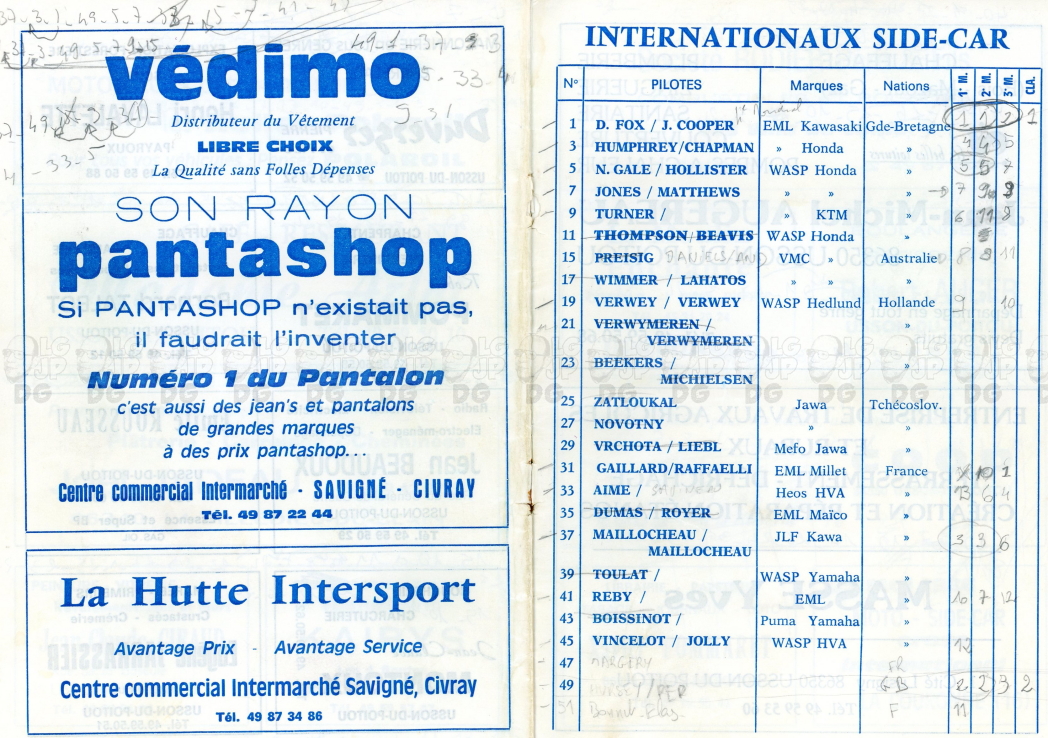 védimo
Distributeur du Vêtement
LIBRE CHOIX
La Qualité sans Folles Dépenses
SON RAYON
pantashop
Si PANTASHOP n'existait pas,
il faudrait l'inventer
Numéro 1 du Pantalon
c'est aussi des jean's et pantalons
de grandes marques
à des prix pantashop...
Centre commercial Intermarché - SAVIGNÉ - CIVRAY
Tél. 49 87 22 44
La Hutte Intersport
Avantage Prix - Avantage Service
Centre commercial Intermarché Savigné, Civray
Tél. 49 87 34 86
INTERNATIONAUX SIDE-CAR
N° PILOTES Marques Nations 1° M. 2° M. 3° M. CLA.
1 D. FOX / J. COOPER EML Kawasaki Gde-Bretagne 1 1 2 1
3 HUMPHREY/CHAPMAN » Honda » 4 4 5
5 N. GALE / HOLLISTER WASP Honda » 5 5 7
7 JONES / MATTHEWS » » » 7 9
9 TURNER / » KTM » 6 11 8
11 THOMPSON / BEAVIS WASP Honda »
15 PREISIG VMC » Australie 8 8 11
17 WIMMER / LAHATOS »
19 VERWEY / VERWEY WASP Hedlund Hollande 9 10
21 VERWYMEREN / »
VERWYMEREN
23 BEEKERS / »
MICHIELSEN
25 ZATLOUKAL Jawa Tchécoslov.
27 NOVOTNY » »
29 VRCHOTA / LIEBL Mefo Jawa »
31 GAILLARD/RAFFAELLI EML Millet France 10 1
33 AIME / Heos HVA » 13 6 4
35 DUMAS / ROYER EML Maïco »
37 MAILLOCHEAU / JLF Kawa » 3 3 6
MAILLOCHEAU
39 TOULAT / WASP Yamaha »
41 REBY / EML » 10 7 12
43 BOISSINOT / Puma Yamaha »
45 VINCELOT / JOLLY WASP HVA » 12
47 MARGERY FR
49 GB 2 2 3 2
51 F 11